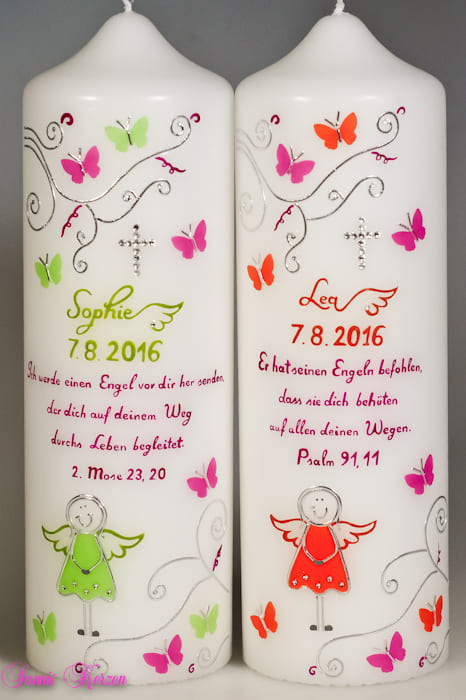 Sophie
7.8.2016
Ich werde einen Engel vor dir her senden,
der dich auf deinem Weg
durchs Leben begleitet.
2. Mose 23,20
Lea
7.8.2016
Er hat seinen Engeln befohlen,
dass sie dich behüten
auf allen deinen Wegen.
Psalm 91,11
Kerzen